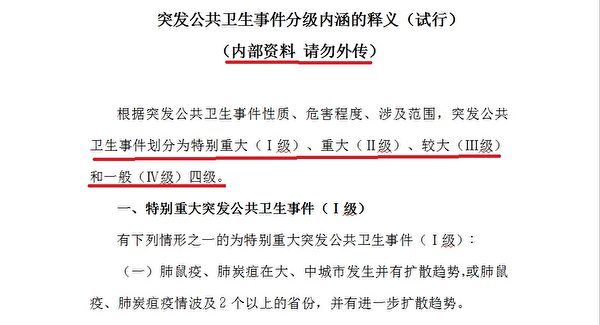 突发公共卫生事件分级内涵的释义（试行）
（内部资料 请勿外传）
根据突发公共卫生事件性质、危害程度、涉及范围，突发公共
卫生事件划分为特别重大（Ⅰ级）、重大（Ⅱ级）、较大（Ⅲ级）
和一般（Ⅳ级）四级。
一、特别重大突发公共卫生事件（Ⅰ级）
有下列情形之一的为特别重大突发公共卫生事件（Ⅰ级）：
（一）肺鼠疫、肺炭疽在大、中城市发生并有扩散趋势,或肺鼠
疫、肺炭疽疫情波及 2 个以上的省份，并有进一步扩散趋势。